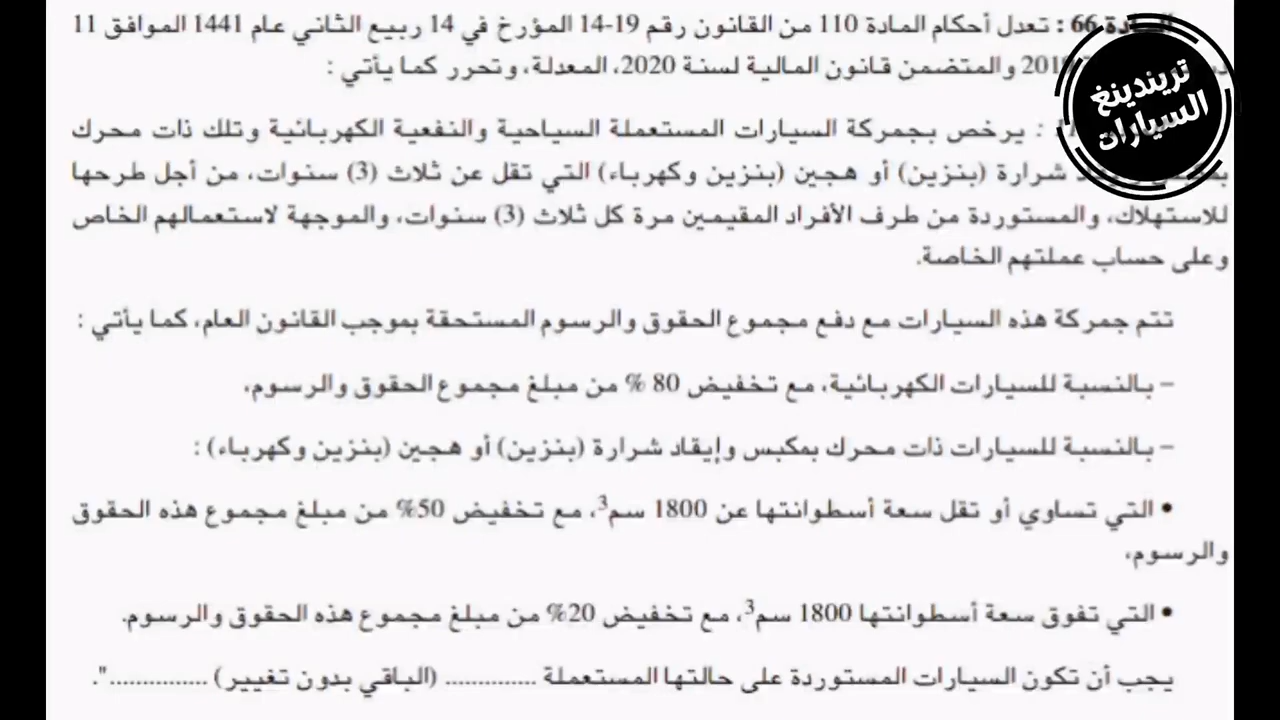 66 : تعدل أحكام المادة 110 من القانون رقم 19-14 المؤرخ في 14 ربيع الثاني عام 1441 الموافق 11
والمتضمن قانون المالية لسنة 2020، المعدلة، وتحرر كما يأتي :
تريندينغ
السيارات
: يرخص بجمركة السيارات المستعملة السياحية والنفعية الكهربائية وتلك ذات محرك
شرارة (بنزين) أو هجين (بنزين وكهرباء) التي تقل عن ثلاث (3) سنوات، من أجل طرحها
للاستهلاك، والمستوردة من طرف الأفراد المقيمين مرة كل ثلاث (3) سنوات، والموجهة لاستعمالهم الخاص
وعلى حساب عملتهم الخاصة.
تتم جمركة هذه السيارات مع دفع مجموع الحقوق والرسوم المستحقة بموجب القانون العام، كما يأتي :
– بالنسبة للسيارات الكهربائية، مع تخفيض 80 % من مبلغ مجموع الحقوق والرسوم،
– بالنسبة للسيارات ذات محرك بمكبس وإيقاد شرارة (بنزين) أو هجين (بنزين وكهرباء) :
• التي تساوي أو تقل سعة أسطوانتها عن 1800 سم³، مع تخفيض 50% من مبلغ مجموع هذه الحقوق
والرسوم،
• التي تفوق سعة أسطوانتها 1800 سم³، مع تخفيض 20% من مبلغ مجموع هذه الحقوق والرسوم.
يجب أن تكون السيارات المستوردة على حالتها المستعملة .............. (الباقي بدون تغيير) ...............".